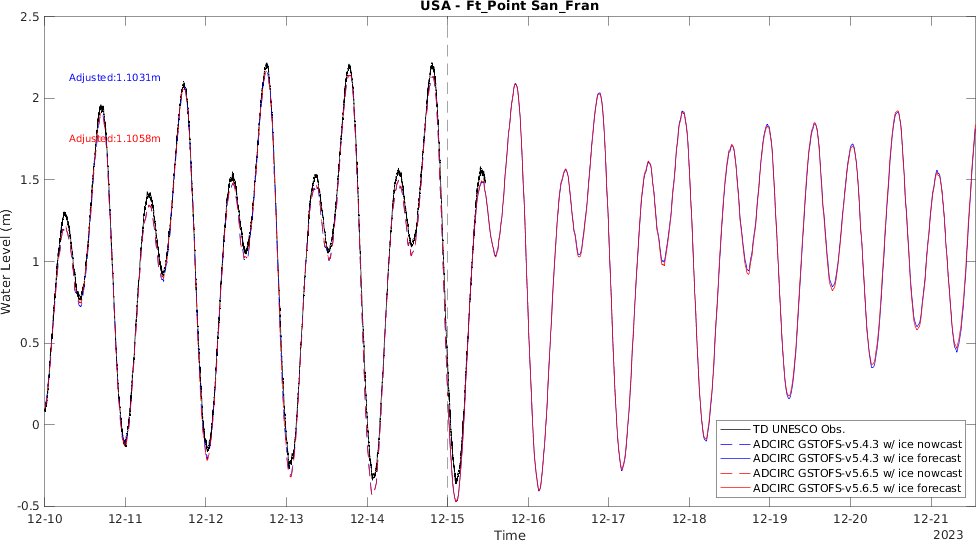 USA - Ft_Point San_Fran
2.5
2
1.5
1
0.5
0
-0.5
Water Level (m)
Adjusted:1.1031m
Adjusted:1.1058m
TD UNESCO Obs.
ADCIRC GSTOFS-v5.4.3 w/ ice nowcast
ADCIRC GSTOFS-v5.4.3 w/ ice forecast
ADCIRC GSTOFS-v5.6.5 w/ ice nowcast
ADCIRC GSTOFS-v5.6.5 w/ ice forecast
12-10 12-11 12-12 12-13 12-14 12-15 12-16 12-17 12-18 12-19 12-20 12-21
Time
2023